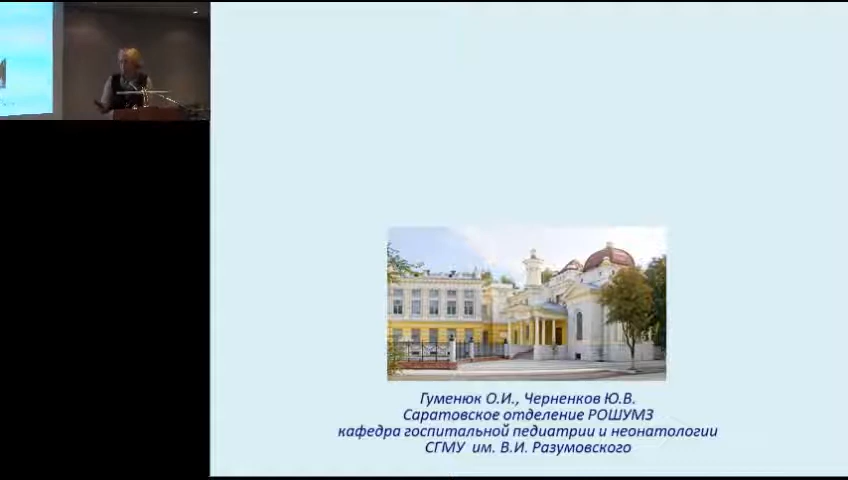 Гуменюк О.И., Черненков Ю.В.
Саратовское отделение РОШУМЗ
кафедра госпитальной педиатрии и неонатологии
СГМУ им. В.И. Разумовского